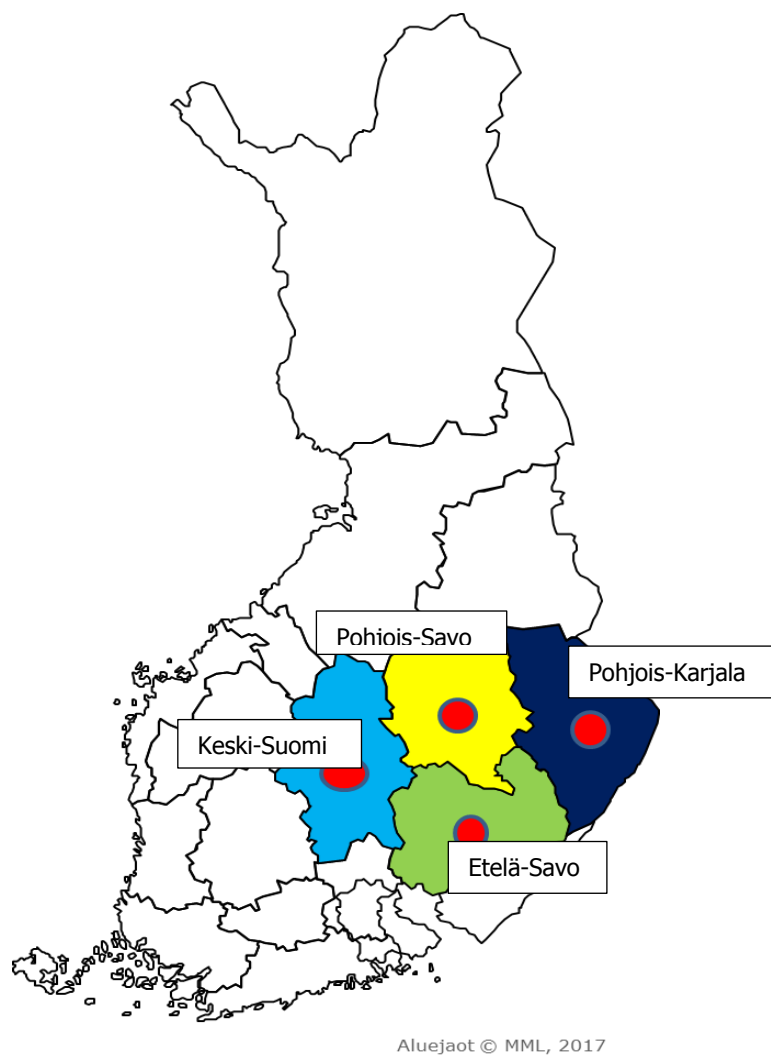 Pohjois-Savo
Pohjois-Karjala
Keski-Suomi
Etelä-Savo
Aluejaot © MML, 2017